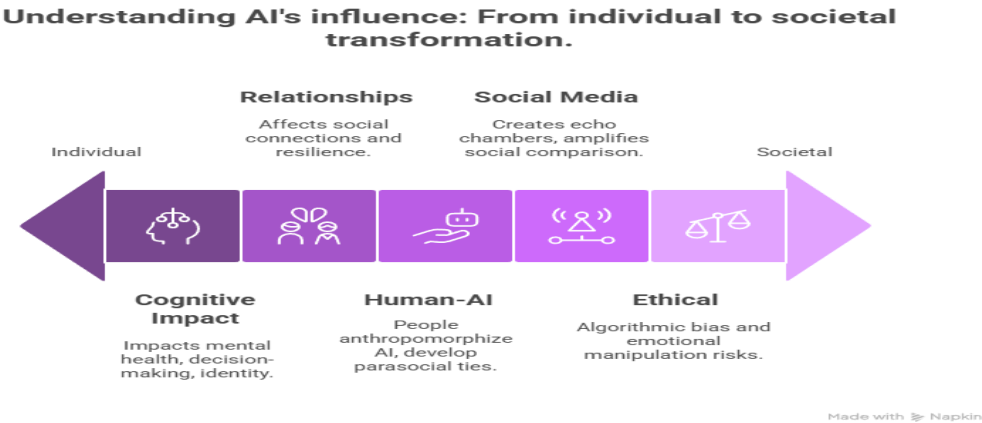 Understanding AI's influence: From individual to societal
transformation.
Relationships
Affects social
connections and
resilience.
Social Media
Creates echo
chambers, amplifies
social comparison.
Individual
Societal
Cognitive
Impact
Impacts mental
health, decision-
making, identity.
Human-AI
People
anthropomorphize
AI, develop
parasocial ties.
Ethical
Algorithmic bias and
emotional
manipulation risks.
Made with Napkin